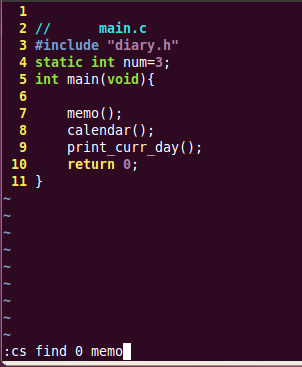 1
2 // main.c
3 #include "diary.h"
4 static int num=3;
5 int main(void){
6
7 memo();
8 calendar();
9 print_curr_day();
10 return 0;
11 }
~
~
~
~
~
~
~
~
:cs find 0 memo